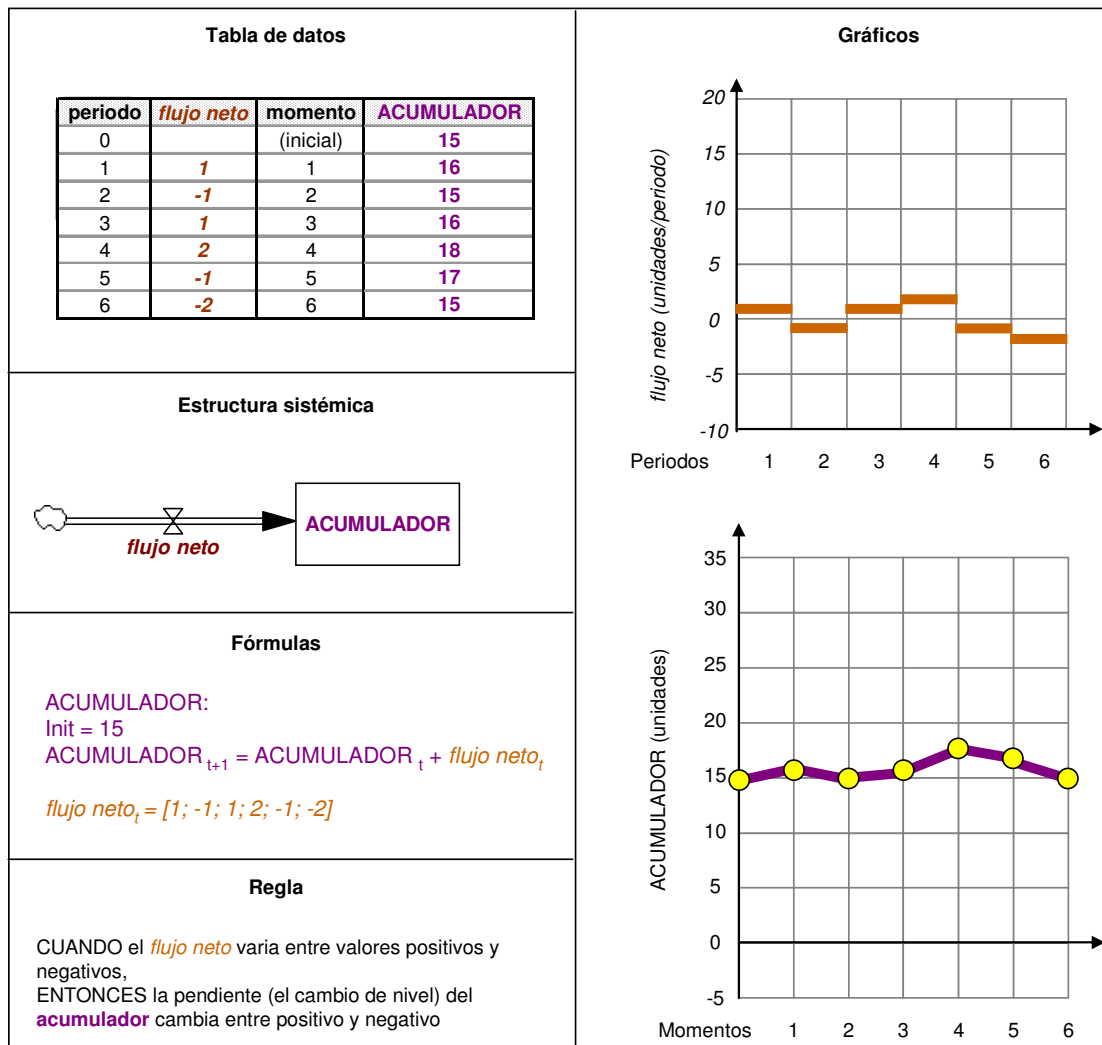 Tabla de datos
periodo flujo neto momento ACUMULADOR
0 (inicial) 15
1 1 1 16
2 -1 2 15
3 1 3 16
4 2 4 18
5 -1 5 17
6 -2 6 15
Estructura sistémica
ACUMULADOR
flujo neto
Fórmulas
ACUMULADOR:
Init = 15
ACUMULADOR t+1 = ACUMULADOR t + flujo neto t
flujo neto t = [1; -1; 1; 2; -1; -2]
Regla
CUANDO el flujo neto varia entre valores positivos y
negativos,
ENTONCES la pendiente (el cambio de nivel) del
acumulador cambia entre positivo y negativo
Gráficos
flujo neto (unidades/periodo)
20
15
10
5
0
-5
-10
Periodos 1 2 3 4 5 6
ACUMULADOR (unidades)
35
30
25
20
15
10
5
0
-5
Momentos 1 2 3 4 5 6